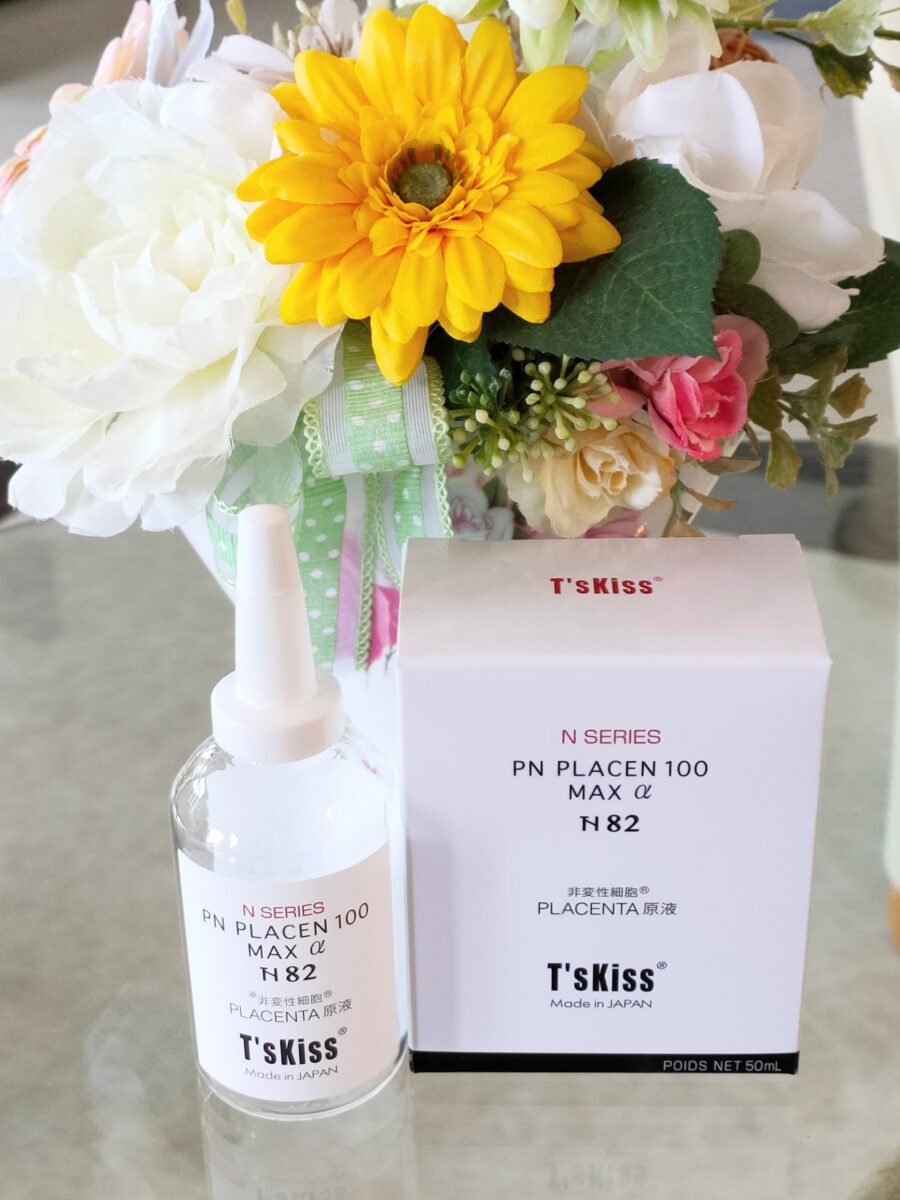 T'sKiss®
N SERIES
PN PLACEN 100
MAX α
N82
非変性細胞®
PLACENTA 原液
T'sKiss®
Made in JAPAN
POIDS NET 50mL
N SERIES
PN PLACEN 100
MAX α
N82
※非変性細胞®
PLACENTA 原液
T'sKiss®
Made in JAPAN